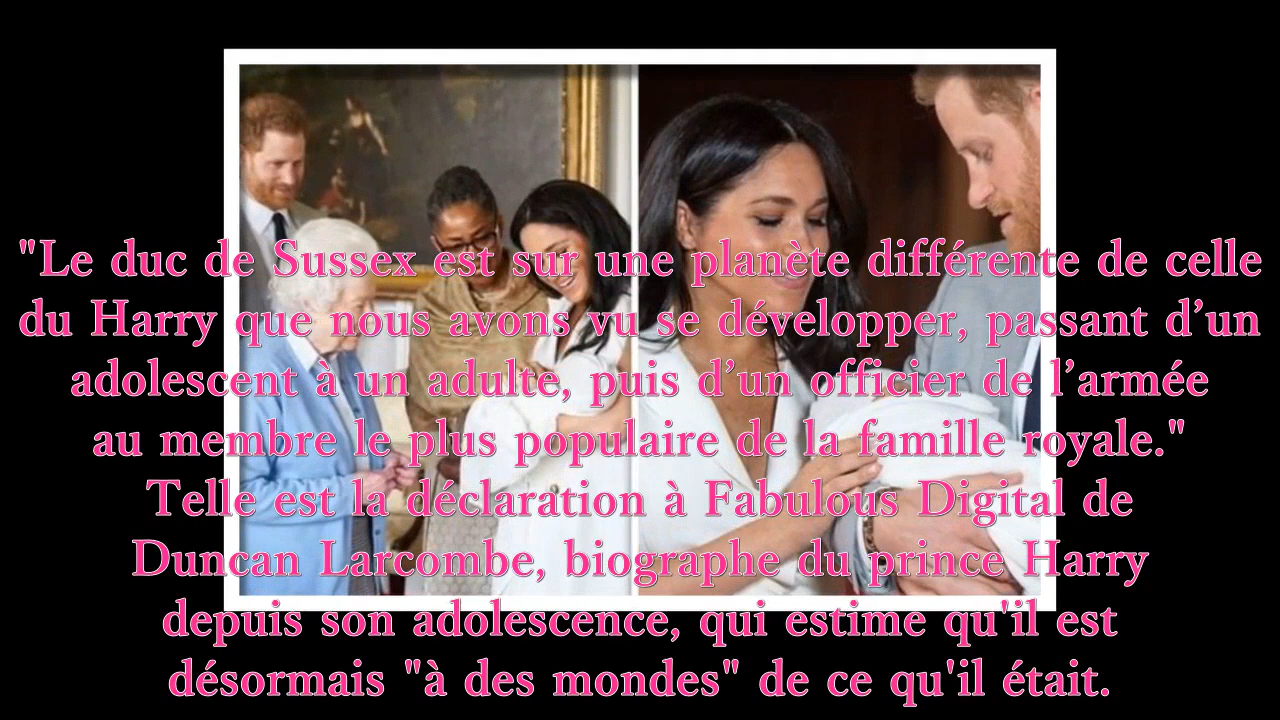 "Le duc de Sussex est sur une planète différente de celle
du Harry que nous avons vu se développer, passant d’un
adolescent à un adulte, puis d’un officier de l’armée
au membre le plus populaire de la famille royale."
Telle est la déclaration à Fabulous Digital de
Duncan Larcombe, biographe du prince Harry
depuis son adolescence, qui estime qu'il est
désormais "à des mondes" de ce qu'il était.